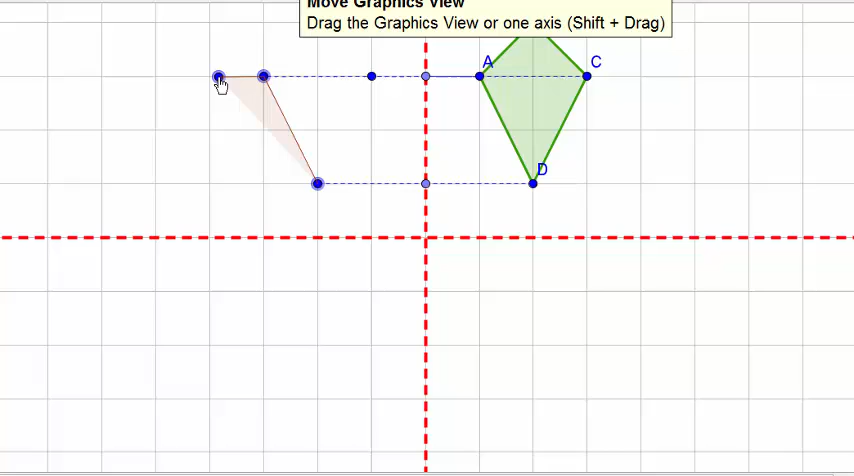 Move Graphics View
Drag the Graphics View or one axis (Shift + Drag)
A
C
D